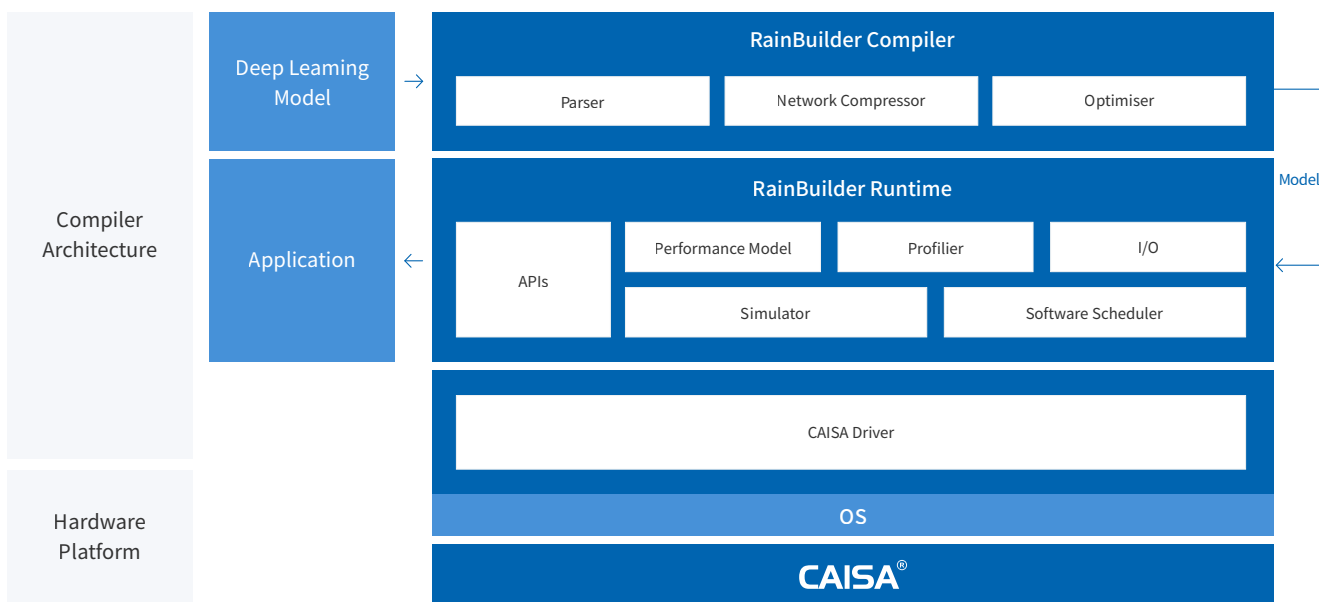 Compiler
Architecture
Hardware
Platform
Deep Leaming
Model
Application
RainBuilder Compiler
Parser
Network Compressor
Optimiser
Model
RainBuilder Runtime
APIs
Performance Model
Profilier
I/O
Simulator
Software Scheduler
CAISA Driver
OS
CAISA®